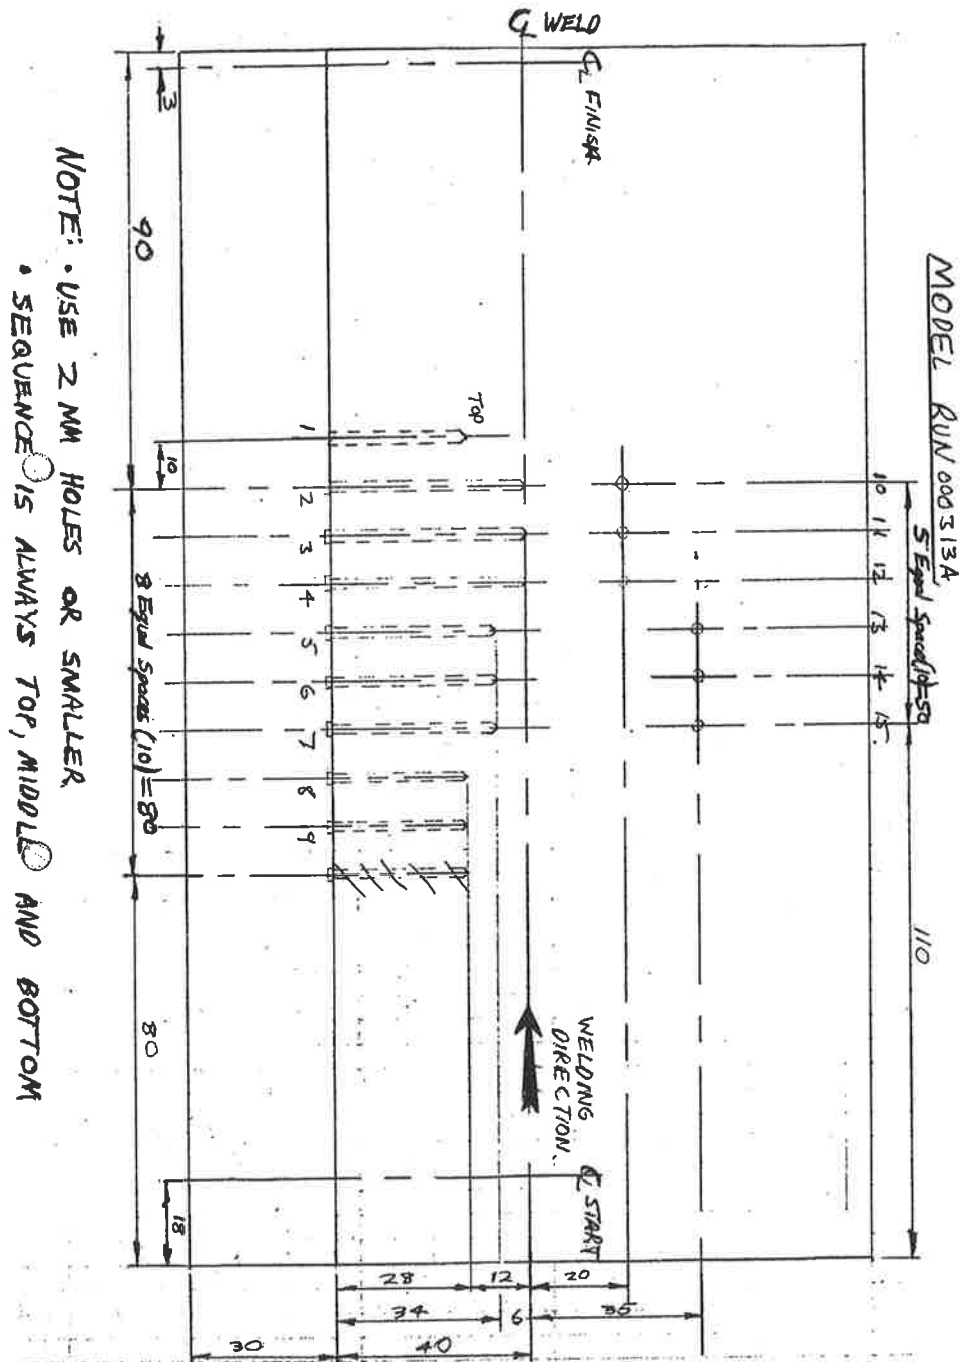 MODEL RUN 000313A
℄ WELD
℄ FINISH
3
90
TOP
1
2
3
4
5
6
7
8
9
10
10
11
12
13
14
15.
5 Equal Spaces(10)=50
110
8 Equal Spaces (10)=80
80
WELDING
DIRECTION.
℄ START
18
28
12
20
34
6
35
30
40
NOTE: • USE 2 MM HOLES OR SMALLER
• SEQUENCE IS ALWAYS TOP, MIDDLE AND BOTTOM